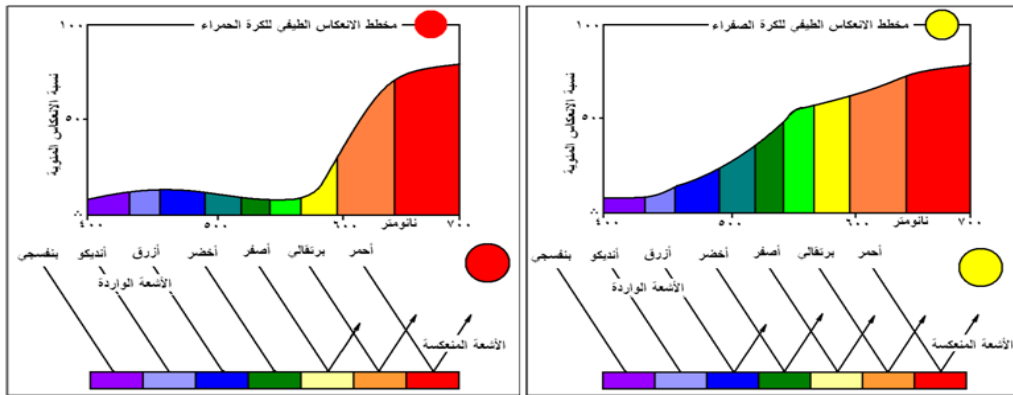 مخطط الانعكاس الطيفي للكرة الصفراء
١٠٠
نسبة الانعكاس المئوية
٥٠
٠
٤٠٠
٥٠٠
٦٠٠
٧٠٠
نانومتر
أحمر
برتقالي
أصفر
أخضر
أزرق
أنديكو
بنفسجي
الأشعة الواردة
الأشعة المنعكسة
مخطط الانعكاس الطيفي للكرة الحمراء
١٠٠
نسبة الانعكاس المئوية
٥٠
٠
٤٠٠
٥٠٠
٦٠٠
٧٠٠
نانومتر
أحمر
برتقالي
أصفر
أخضر
أزرق
أنديكو
بنفسجي
الأشعة الواردة
الأشعة المنعكسة